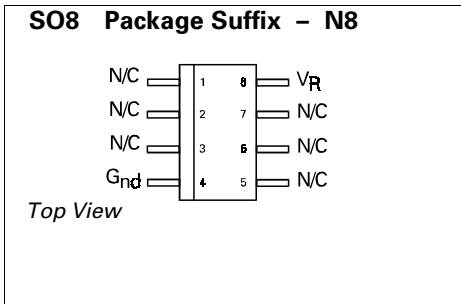 SO8 Package Suffix – N8
N/C 1 8 VR
N/C 2 7 N/C
N/C 3 6 N/C
Gnd 4 5 N/C
Top View